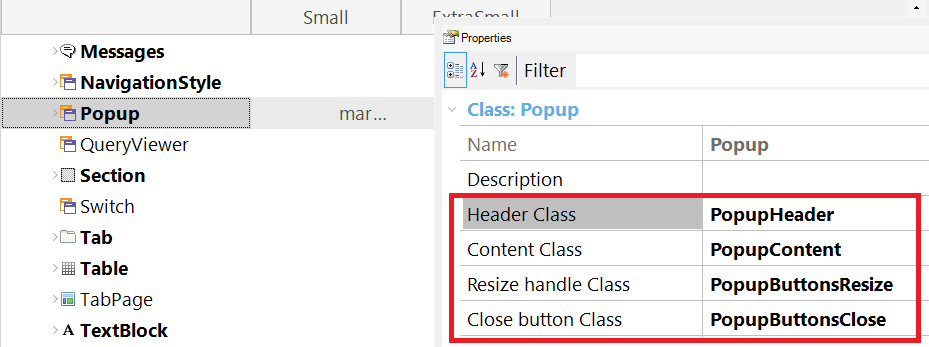 Small ExtraSmall
Messages
NavigationStyle
Popup mar...
QueryViewer
Section
Switch
Tab
Table
TabPage
A TextBlock
Properties
A Z Filter
Class: Popup
Name Popup
Description
Header Class PopupHeader
Content Class PopupContent
Resize handle Class PopupButtonsResize
Close button Class PopupButtonsClose